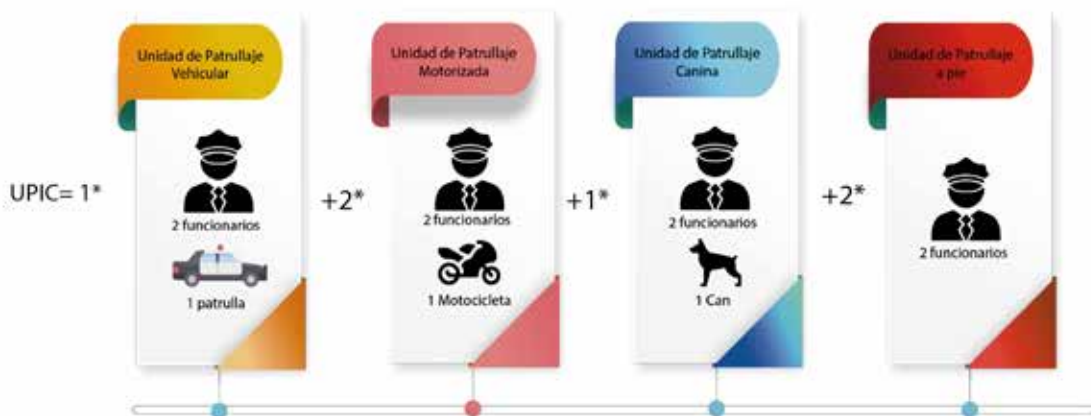 Unidad de Patrullaje
Vehicular
Unidad de Patrullaje
Motorizada
Unidad de Patrullaje
Canina
Unidad de Patrullaje
a pie
UPIC= 1*
2 funcionarios
1 patrulla
+2*
2 funcionarios
1 Motocicleta
+1*
2 funcionarios
1 Can
+2*
2 funcionarios